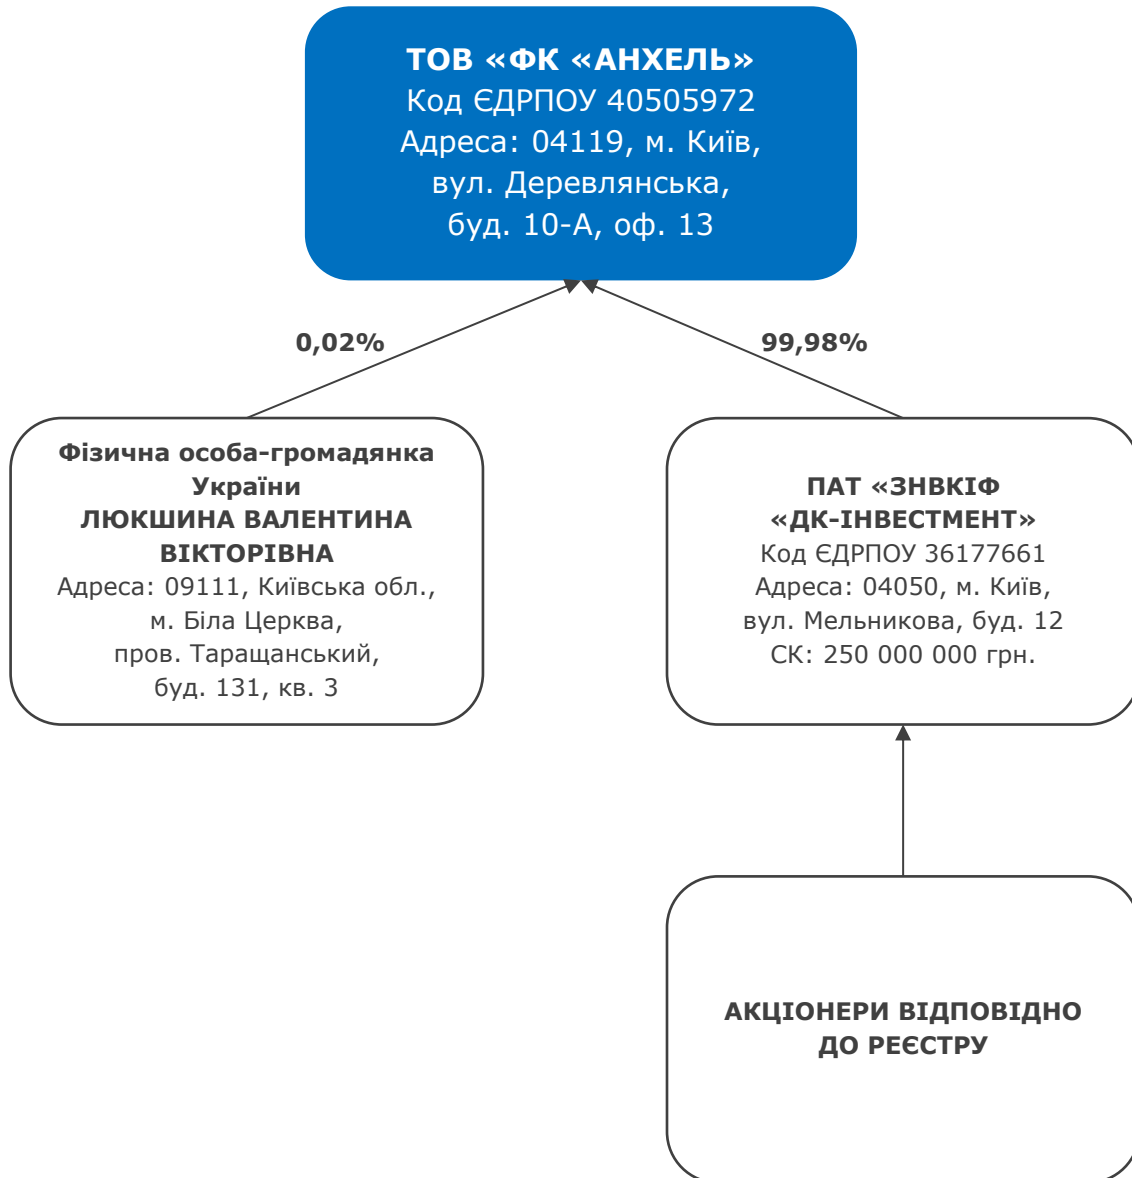 ТОВ «ФК «АНХЕЛЬ»
Код ЄДРПОУ 40505972
Адреса: 04119, м. Київ,
вул. Деревлянська,
буд. 10-А, оф. 13
0,02%
99,98%
Фізична особа-громадянка
України
ЛЮКШИНА ВАЛЕНТИНА
ВІКТОРІВНА
Адреса: 09111, Київська обл.,
м. Біла Церква,
пров. Таращанський,
буд. 131, кв. 3
ПАТ «ЗНВКІФ
«ДК-ІНВЕСТМЕНТ»
Код ЄДРПОУ 36177661
Адреса: 04050, м. Київ,
вул. Мельникова, буд. 12
СК: 250 000 000 грн.
АКЦІОНЕРИ ВІДПОВІДНО
ДО РЕЄСТРУ